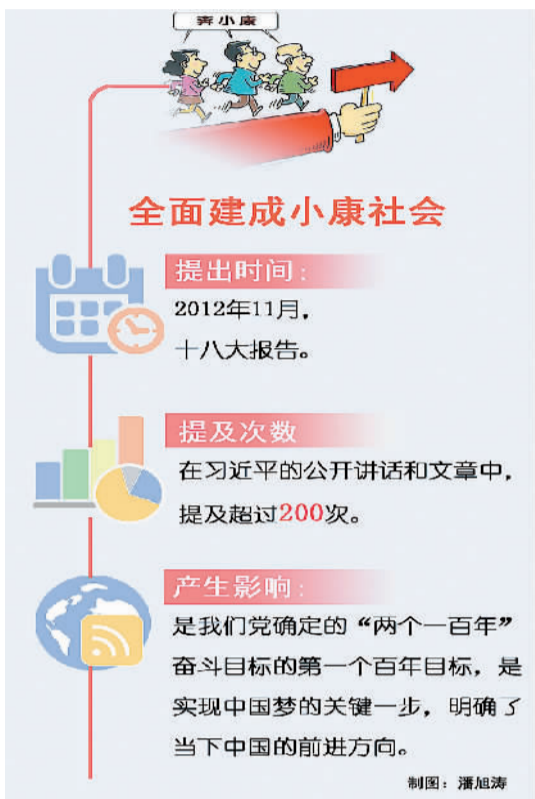 奔小康
全面建成小康社会
提出时间：
2012年11月，
十八大报告。
提及次数
在习近平的公开讲话和文章中，
提及超过200次。
产生影响：
是我们党确定的“两个一百年”
奋斗目标的第一个百年目标，是
实现中国梦的关键一步，明确了
当下中国的前进方向。
制图：潘旭涛